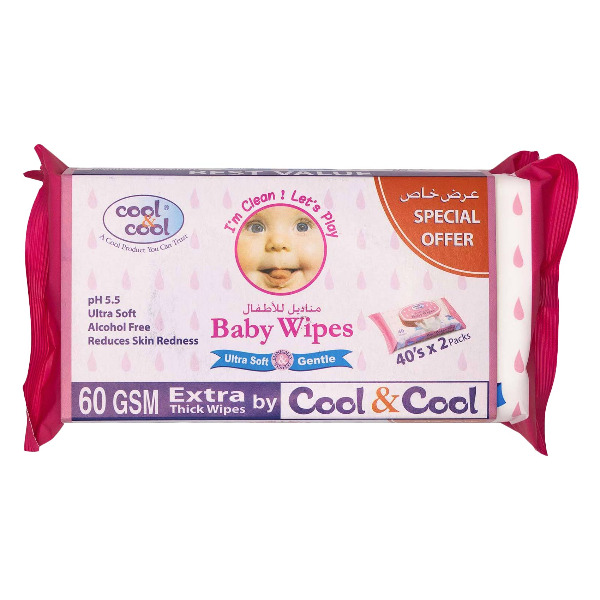 BEST VALUE
cool®
&
cool
A Cool Product You Can Trust
I'm Clean ! Let's Play
عرض خاص
SPECIAL
OFFER
pH 5.5
Ultra Soft
Alcohol Free
Reduces Skin Redness
مناديل للأطفال
Baby Wipes
Ultra Soft Gentle
40's x 2 Packs
60 GSM Extra Thick Wipes by Cool & Cool